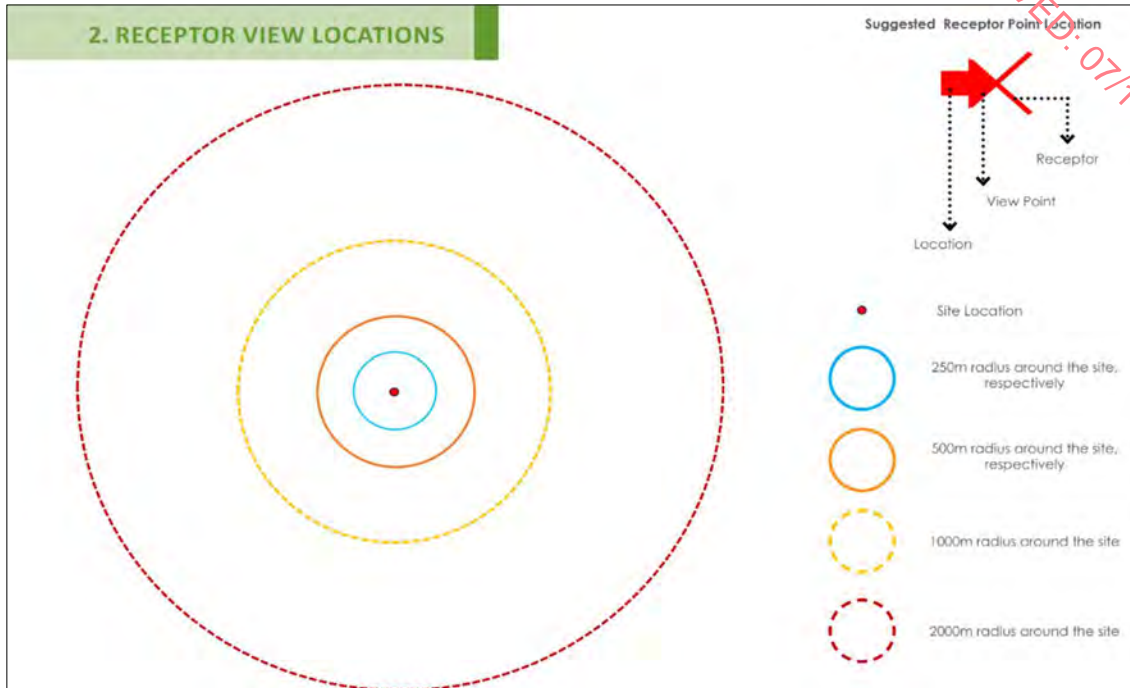 2. RECEPTOR VIEW LOCATIONS
Suggested Receptor Point Location
Receptor
View Point
Location
Site Location
250m radius around the site,
respectively
500m radius around the site,
respectively
1000m radius around the site
2000m radius around the site